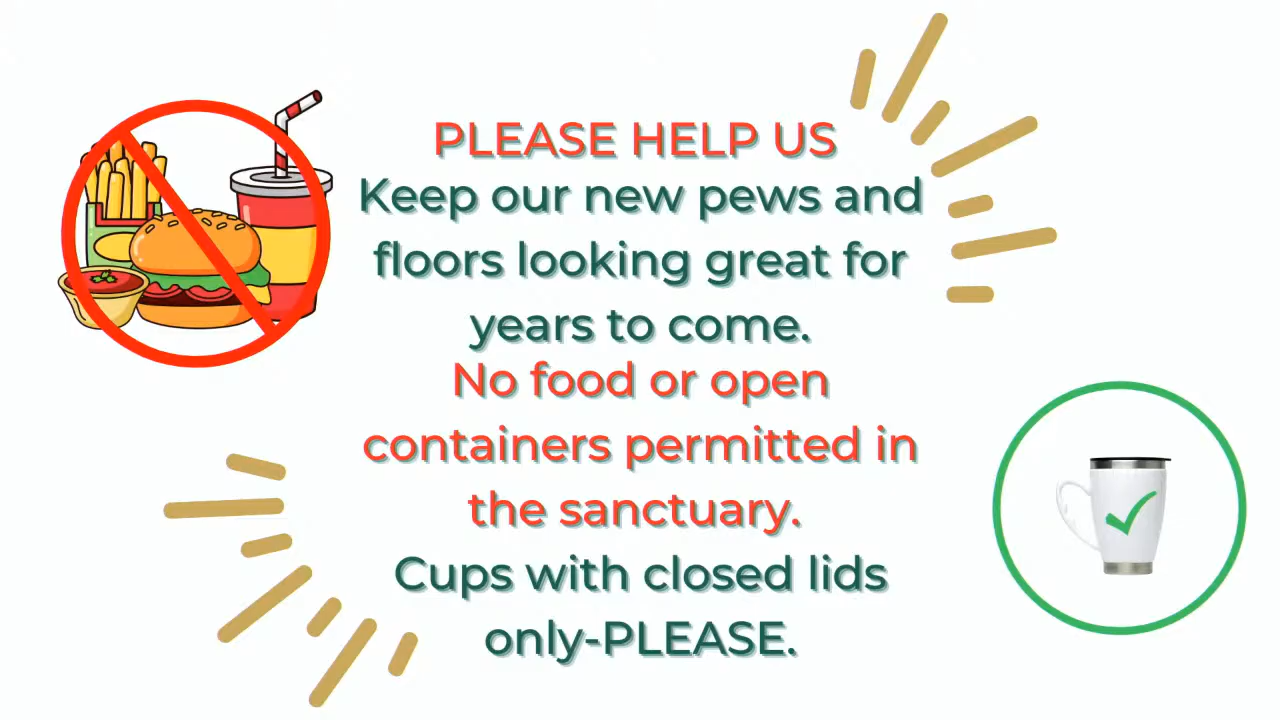 PLEASE HELP US
Keep our new pews and
floors looking great for
years to come.
No food or open
containers permitted in
the sanctuary.
Cups with closed lids
only-PLEASE.